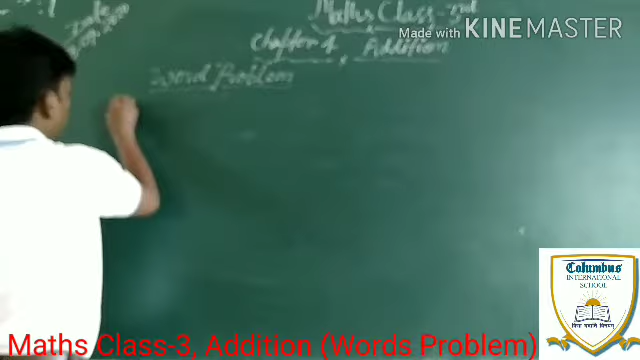 Maths Class - 3rd
Made with KINEMASTER
Date
Chapter 4 Addition
Word Problem
Columbus
INTERNATIONAL
SCHOOL
Maths Class-3, Addition (Words Problem)